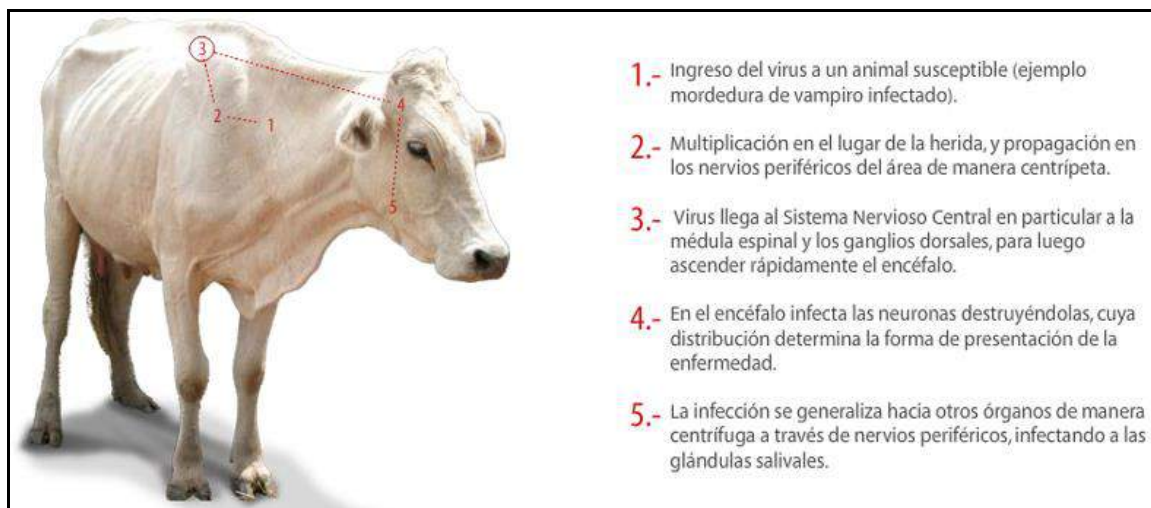 3
4
2
1
5
1.- Ingreso del virus a un animal susceptible (ejemplo
mordedura de vampiro infectado).
2.- Multiplicación en el lugar de la herida, y propagación en
los nervios periféricos del área de manera centrípeta.
3.- Virus llega al Sistema Nervioso Central en particular a la
médula espinal y los ganglios dorsales, para luego
ascender rápidamente el encéfalo.
4.- En el encéfalo infecta las neuronas destruyéndolas, cuya
distribución determina la forma de presentación de la
enfermedad.
5.- La infección se generaliza hacia otros órganos de manera
centrífuga a través de nervios periféricos, infectando a las
glándulas salivales.